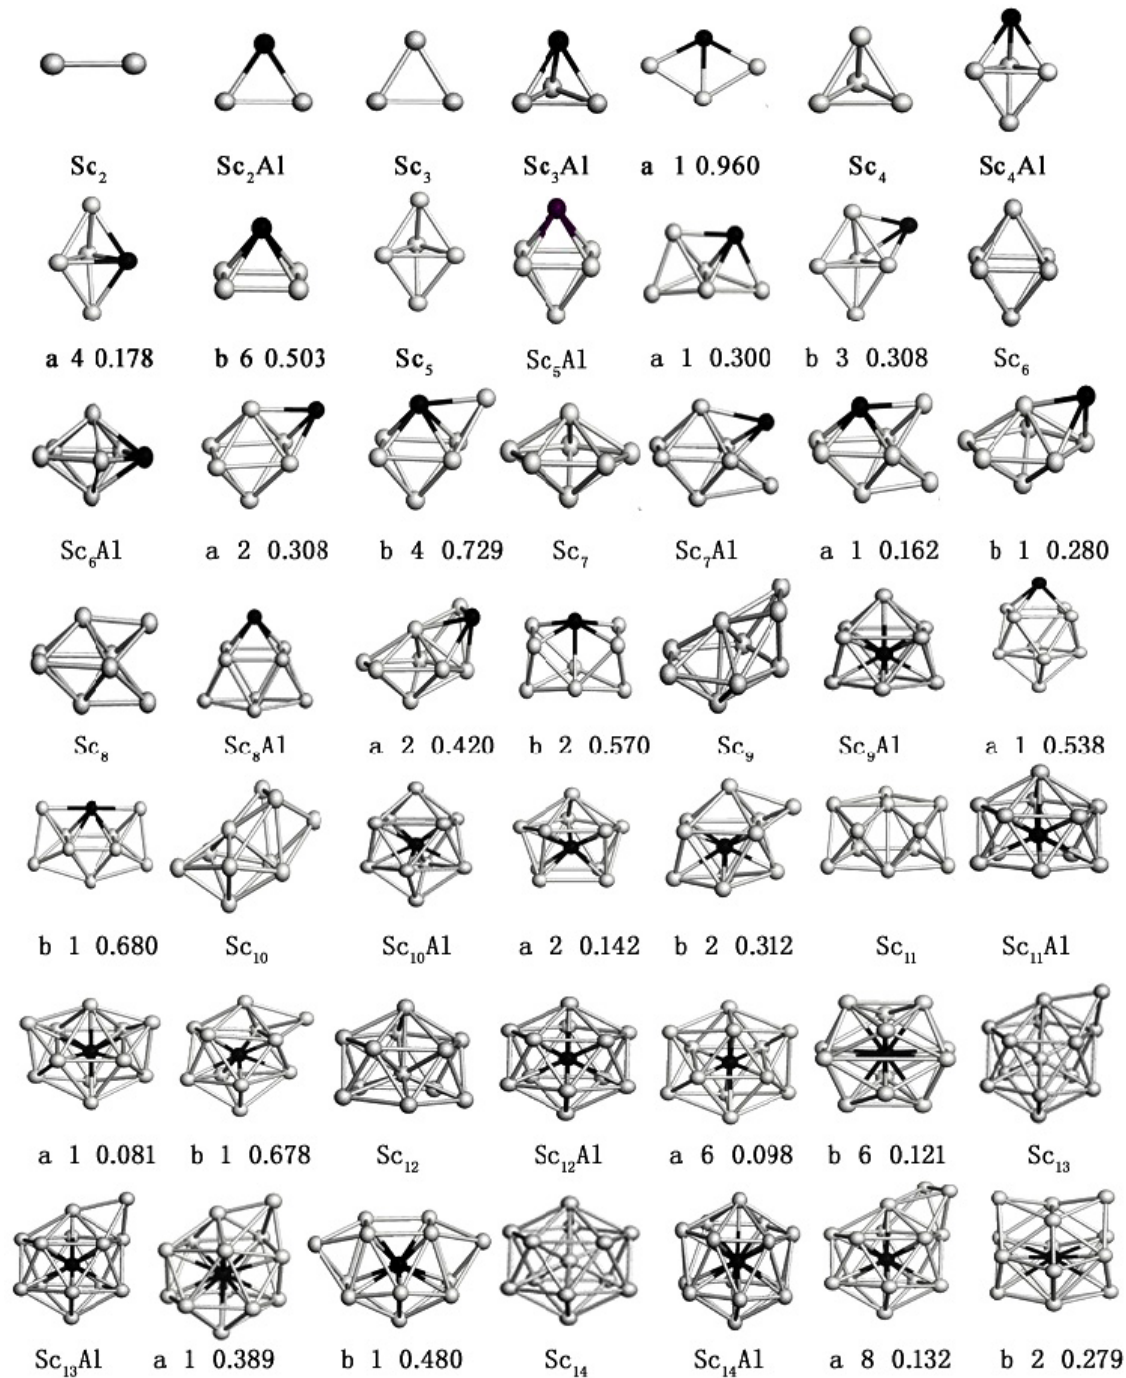 Sc₂ Sc₂Al Sc₃ Sc₃Al a 1 0.960 Sc₄ Sc₄Al
a 4 0.178 b 6 0.503 Sc₅ Sc₅Al a 1 0.300 b 3 0.308 Sc₆
Sc₆Al a 2 0.308 b 4 0.729 Sc₇ Sc₇Al a 1 0.162 b 1 0.280
Sc₈ Sc₈Al a 2 0.420 b 2 0.570 Sc₉ Sc₉Al a 1 0.538
b 1 0.680 Sc₁₀ Sc₁₀Al a 2 0.142 b 2 0.312 Sc₁₁ Sc₁₁Al
a 1 0.081 b 1 0.678 Sc₁₂ Sc₁₂Al a 6 0.098 b 6 0.121 Sc₁₃
Sc₁₃Al a 1 0.389 b 1 0.480 Sc₁₄ Sc₁₄Al a 8 0.132 b 2 0.279